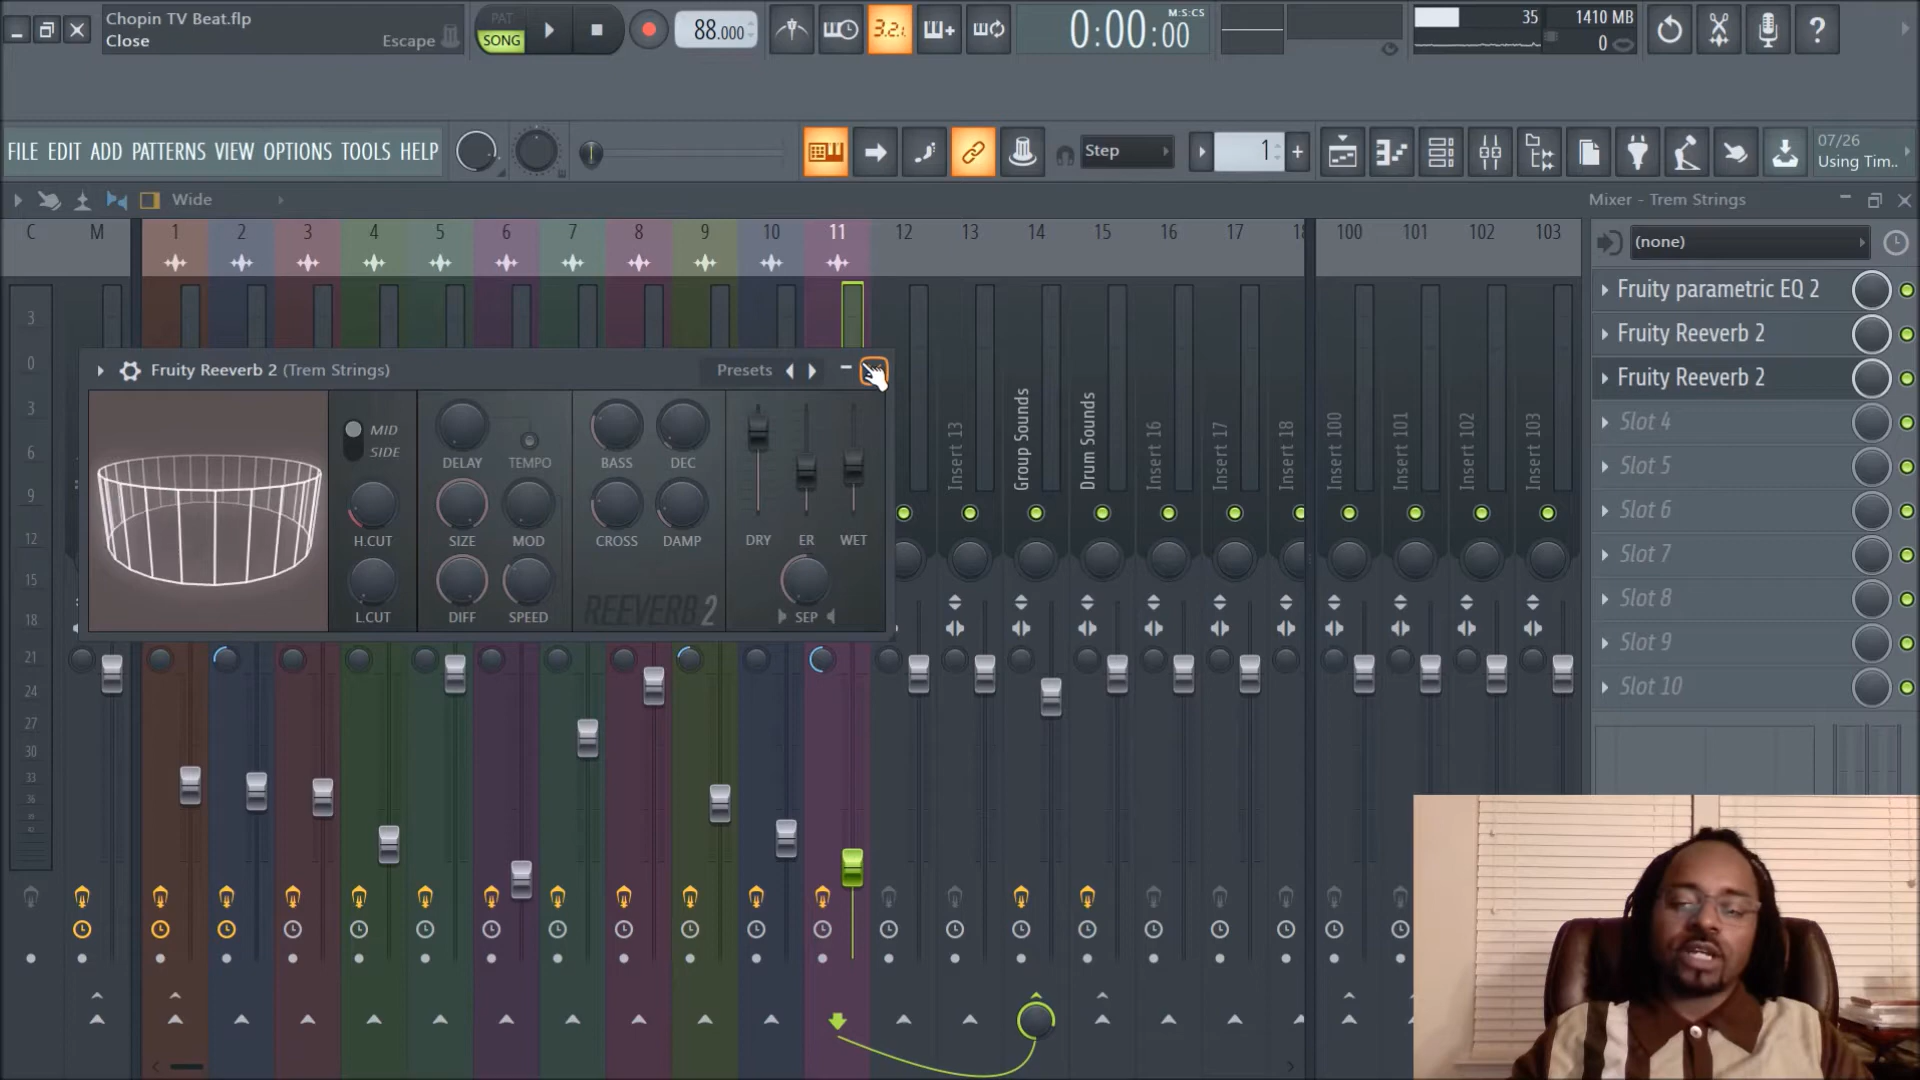 Chopin TV Beat.flp
Close
Escape
PAT
SONG
88.000
3.2.
0:00:00
M:S:CS
35
1410 MB
0
?
FILE EDIT ADD PATTERNS VIEW OPTIONS TOOLS HELP
Step
1
+
07/26
Using Tim..
Wide
Mixer - Trem Strings
C
M
1
2
3
4
5
6
7
8
9
10
11
12
13
14
15
16
17
100
101
102
103
(none)
Fruity parametric EQ 2
Fruity Reeverb 2
Fruity Reeverb 2
Slot 4
Slot 5
Slot 6
Slot 7
Slot 8
Slot 9
Slot 10
3
0
3
6
9
12
15
18
21
24
27
30
33
36
Fruity Reeverb 2 (Trem Strings)
Presets
MID
SIDE
H.CUT
L.CUT
DELAY
TEMPO
SIZE
MOD
DIFF
SPEED
BASS
DEC
CROSS
DAMP
REEVERB 2
DRY
ER
WET
SEP
Insert 13
Group Sounds
Drum Sounds
Insert 16
Insert 17
Insert 18
Insert 100
Insert 101
Insert 102
Insert 103